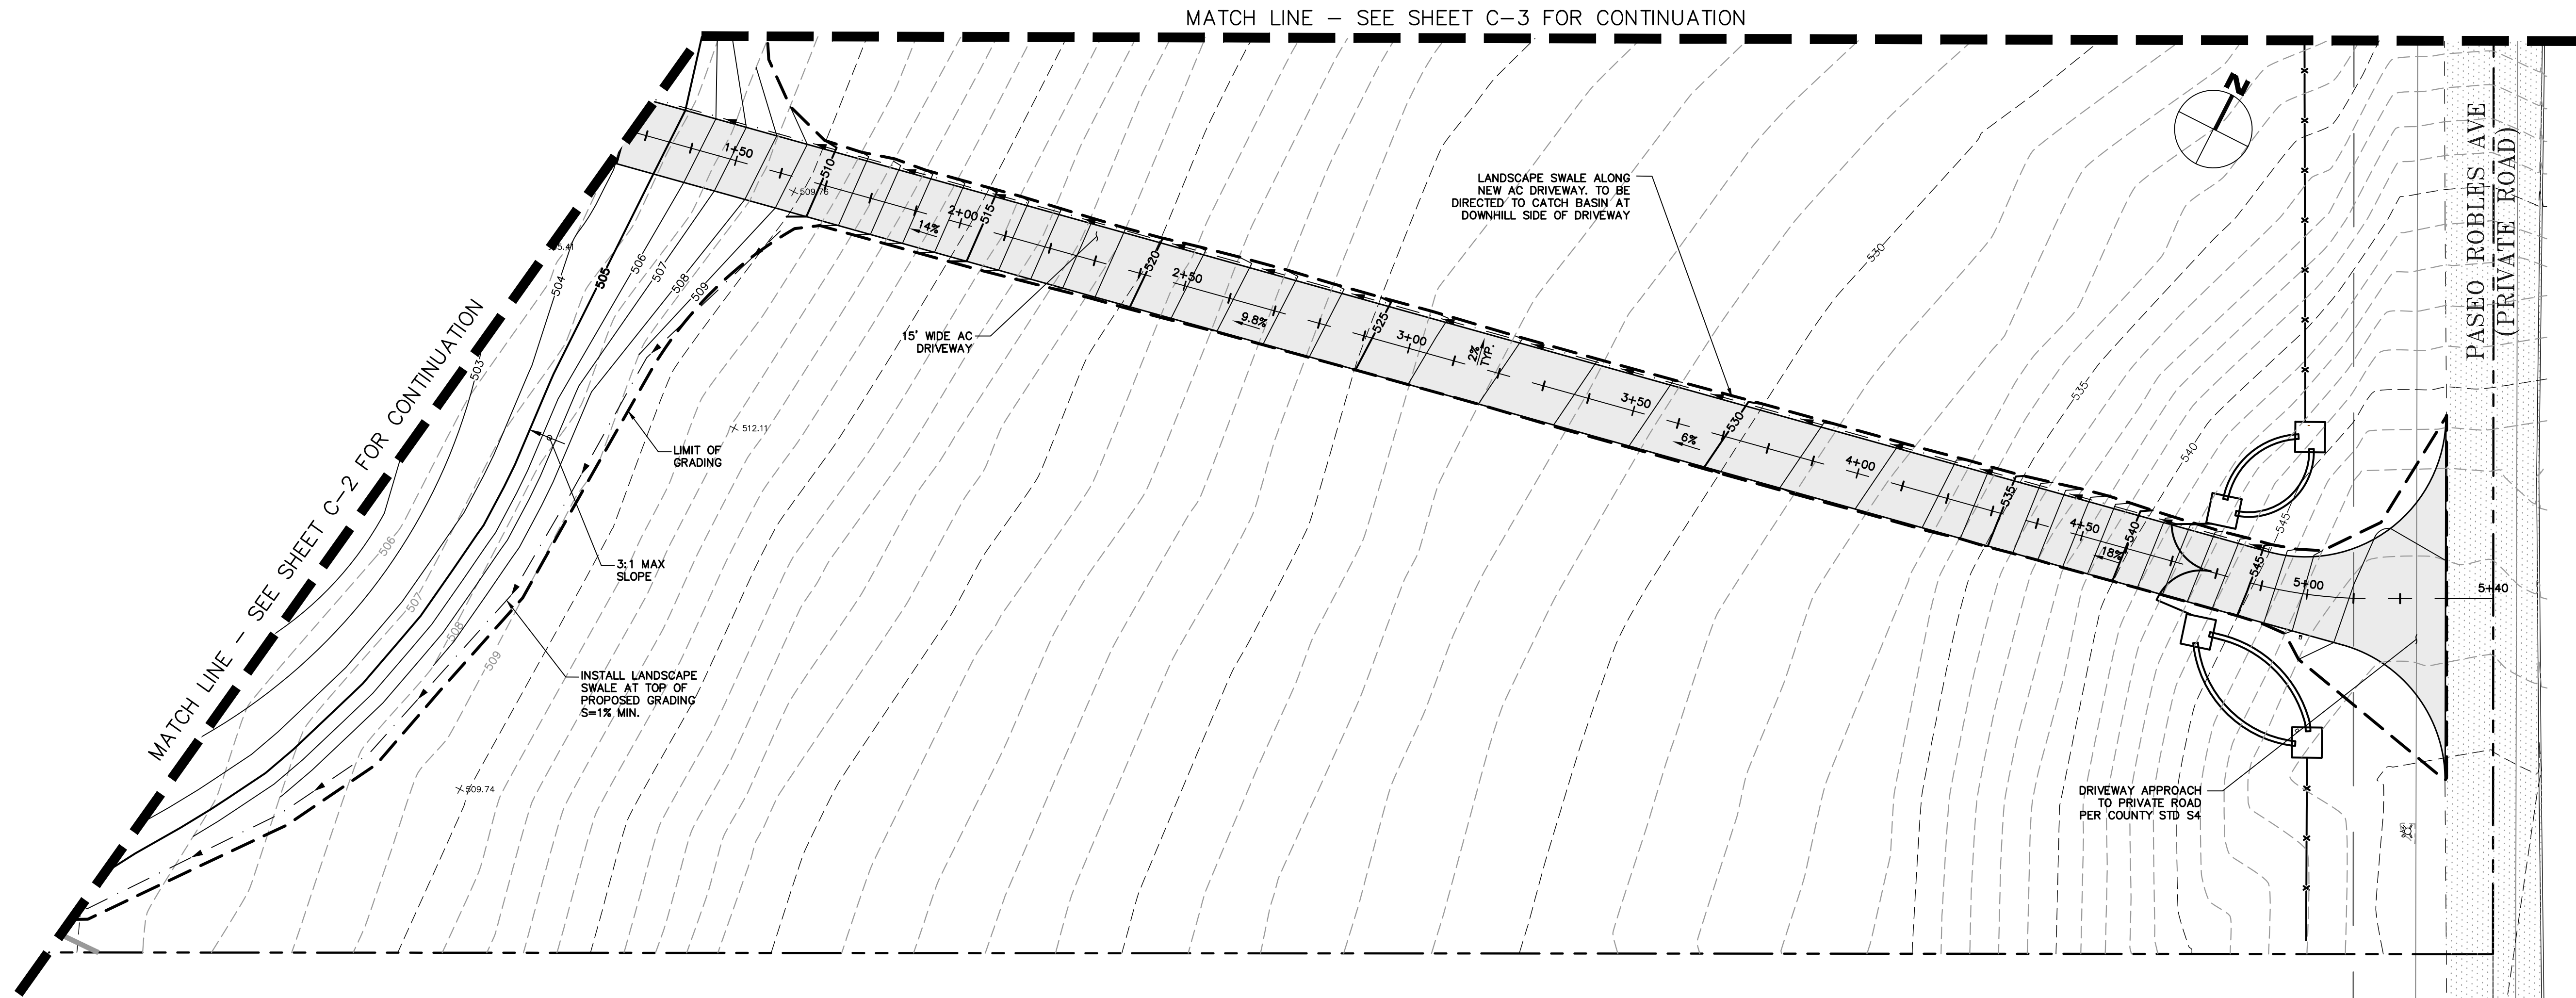 MATCH LINE – SEE SHEET C–3 FOR CONTINUATION
N
PASEO ROBLES AVE
(PRIVATE ROAD)
1+50
510
509.75
2+00
515
14%
LANDSCAPE SWALE ALONG
NEW AC DRIVEWAY. TO BE
DIRECTED TO CATCH BASIN AT
DOWNHILL SIDE OF DRIVEWAY
530
504
505
506
507
508
509
520
2+50
9.8%
15' WIDE AC
DRIVEWAY
525
3+00
2%
TYP.
503
535
3+50
530
6%
512.11
LIMIT OF
GRADING
540
4+00
535
4+50
540
18%
545
545
5+00
5+40
MATCH LINE – SEE SHEET C–2 FOR CONTINUATION
506
507
508
509
3:1 MAX
SLOPE
INSTALL LANDSCAPE
SWALE AT TOP OF
PROPOSED GRADING
S=1% MIN.
509.74
DRIVEWAY APPROACH
TO PRIVATE ROAD
PER COUNTY STD S4